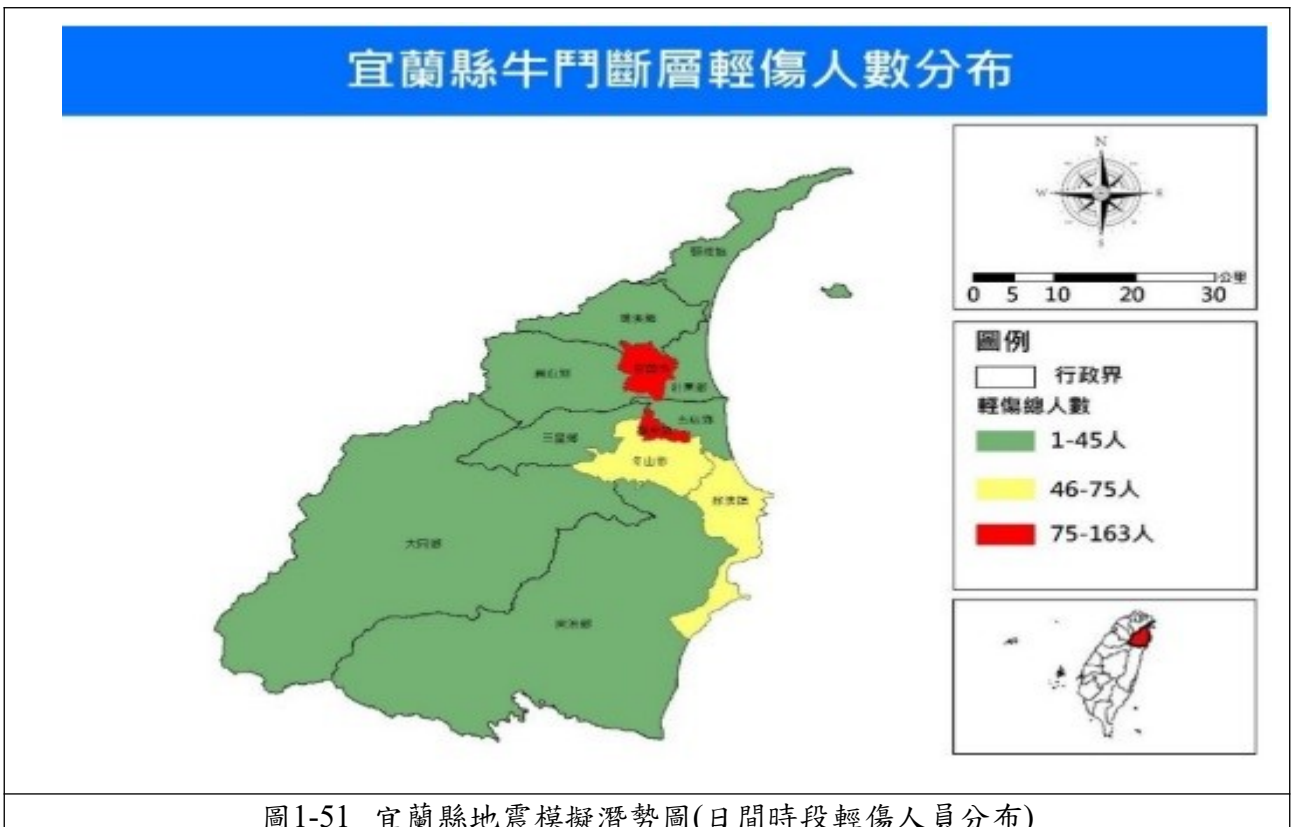 宜蘭縣牛鬥斷層輕傷人數分布
N
W
E
S
公里
0 5 10 20 30
圖例
行政界
輕傷總人數
1-45人
46-75人
75-163人
三星鄉
冬山鄉
大同鄉
圖1-51 宜蘭縣地震模擬潛勢圖(日間時段輕傷人員分布)